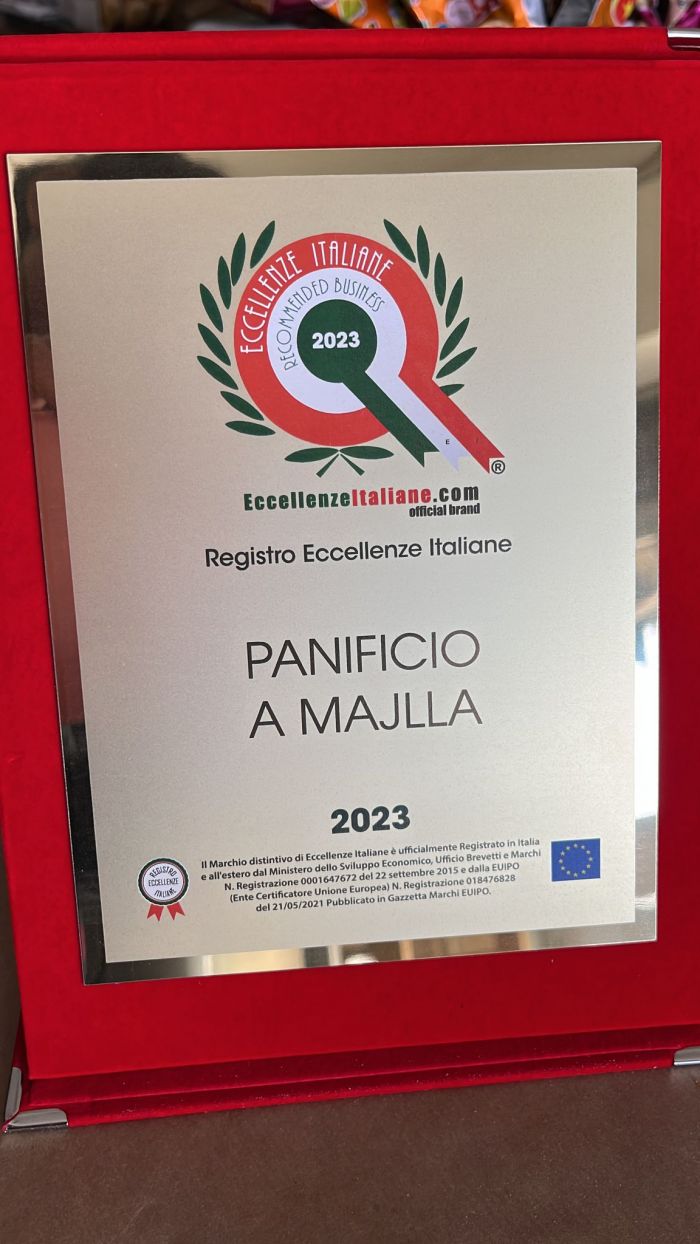 ECCELLENZE ITALIANE
RECOMMENDED BUSINESS
2023
E
®
EccellenzeItaliane.com
official brand
Registro Eccellenze Italiane
PANIFICIO
A MAJLLA
2023
Il Marchio distintivo di Eccellenze Italiane è ufficialmente Registrato in Italia
e all'estero dal Ministero dello Sviluppo Economico, Ufficio Brevetti e Marchi
N. Registrazione 0001647672 del 22 settembre 2015 e dalla EUIPO
(Ente Certificatore Unione Europea) N. Registrazione 018476828
del 21/05/2021 Pubblicato in Gazzetta Marchi EUIPO.
REGISTRO
ECCELLENZE
ITALIANE